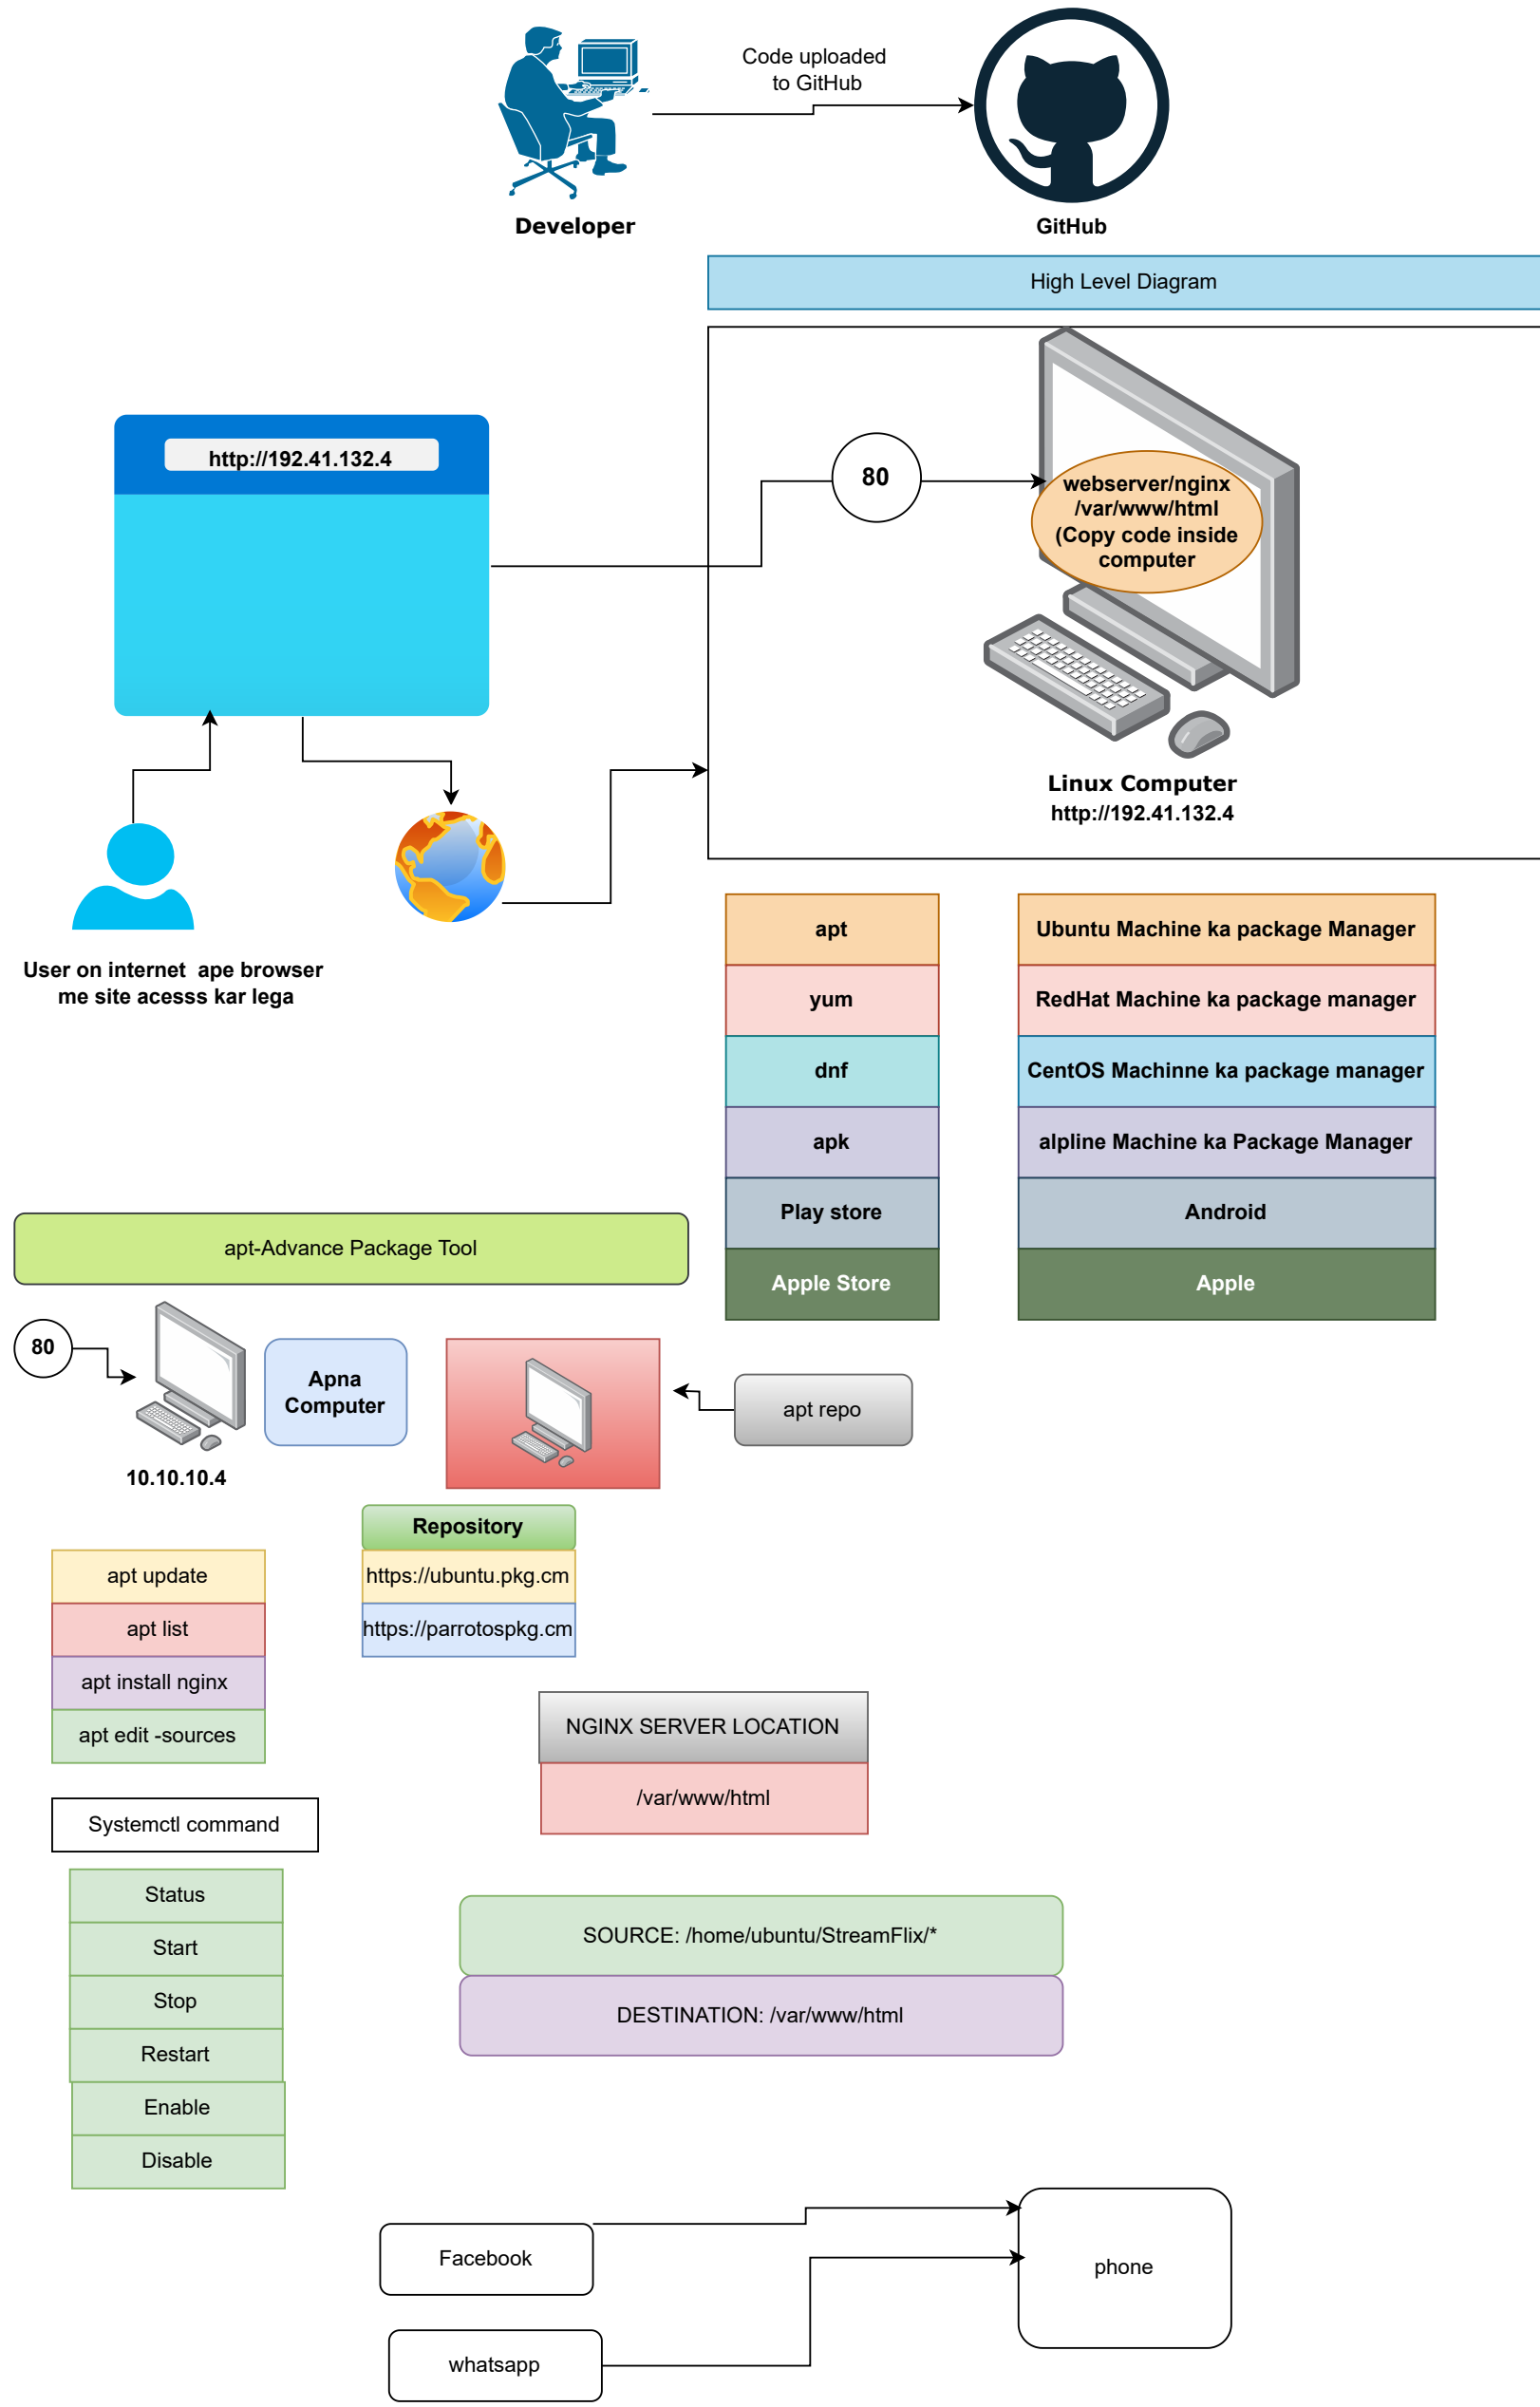 Code uploaded
to GitHub
Developer
GitHub
High Level Diagram
http://192.41.132.4
80
webserver/nginx
/var/www/html
(Copy code inside
computer
Linux Computer
http://192.41.132.4
User on internet  ape browser
me site acesss kar lega
apt
Ubuntu Machine ka package Manager
yum
RedHat Machine ka package manager
dnf
CentOS Machinne ka package manager
apk
alpline Machine ka Package Manager
Play store
Android
Apple Store
Apple
apt-Advance Package Tool
80
Apna
Computer
apt repo
10.10.10.4
Repository
https://ubuntu.pkg.cm
https://parrotospkg.cm
apt update
apt list
apt install nginx
apt edit -sources
NGINX SERVER LOCATION
/var/www/html
Systemctl command
Status
Start
Stop
Restart
Enable
Disable
SOURCE: /home/ubuntu/StreamFlix/*
DESTINATION: /var/www/html
Facebook
whatsapp
phone